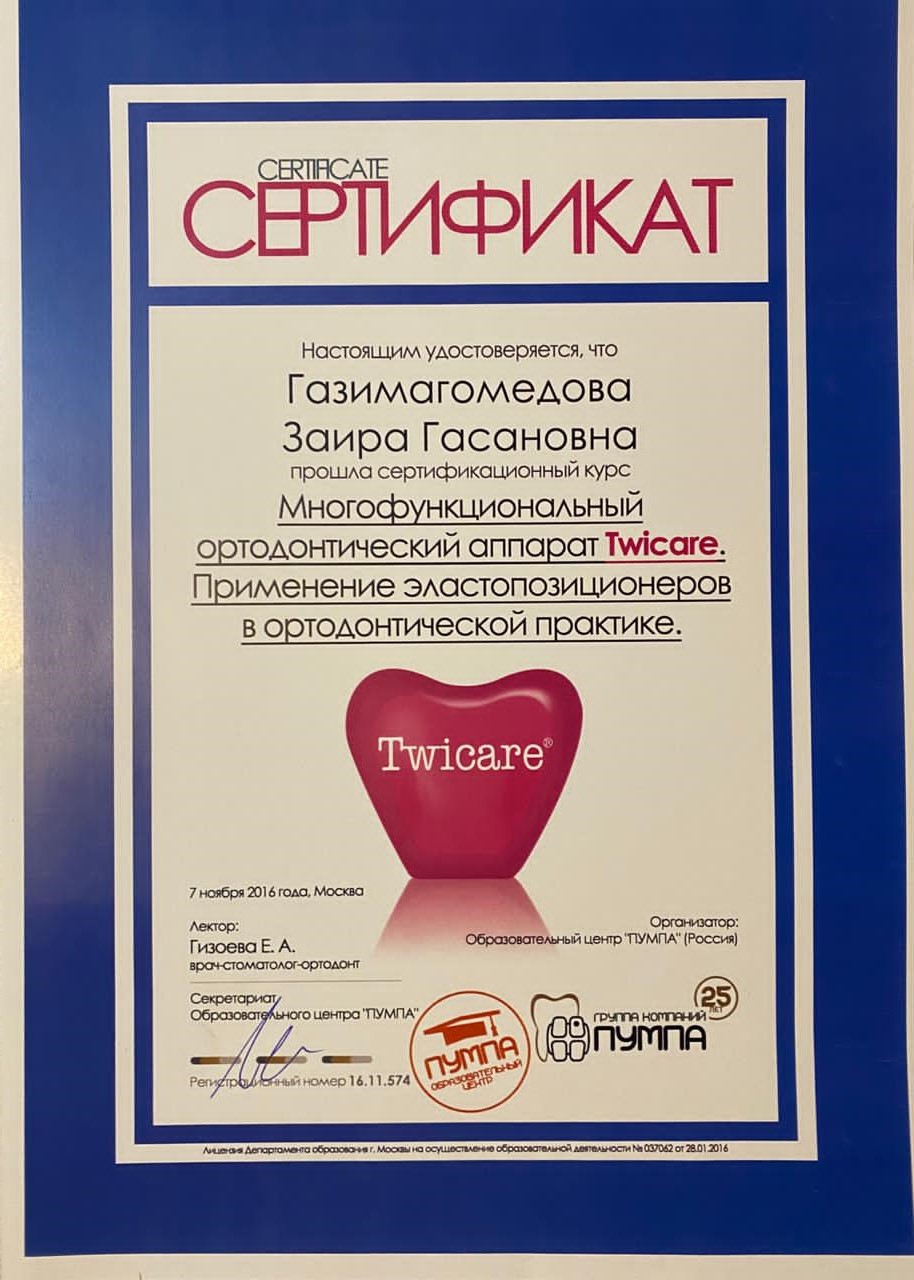 CERTIFICATE
СЕРТИФИКАТ
Настоящим удостоверяется, что
Газимагомедова
Заира Гасановна
прошла сертификационный курс
Многофункциональный
ортодонтический аппарат Twicare.
Применение эластопозиционеров
в ортодонтической практике.
Twicare®
7 ноября 2016 года, Москва
Лектор:
Гизоева Е. А.
врач-стоматолог-ортодонт
Организатор:
Образовательный центр "ПУМПА" (Россия)
Секретариат
Образовательного центра "ПУМПА"
Регистрационный номер 16.11.574
ПУМПА
ОБРАЗОВАТЕЛЬНЫЙ
ЦЕНТР
25
ЛЕТ
ГРУППА КОМПАНИЙ
ПУМПА
Лицензия Департамента образования г. Москвы на осуществление образовательной деятельности № 037062 от 28.01.2016